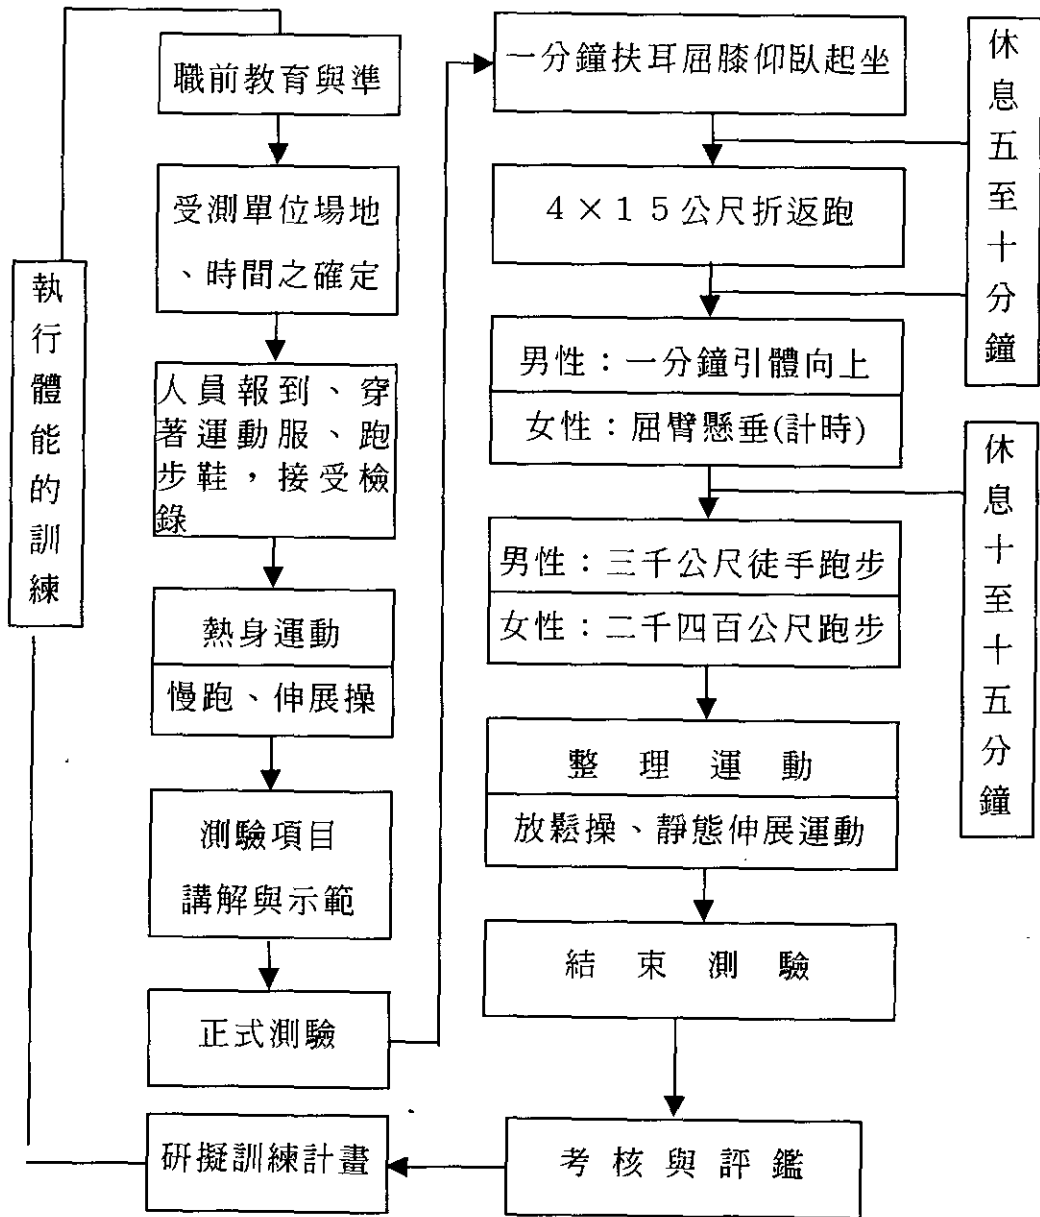 職前教育與準
受測單位場地
、時間之確定
人員報到、穿
著運動服、跑
步鞋，接受檢
錄
熱身運動
慢跑、伸展操
測驗項目
講解與示範
正式測驗
一分鐘扶耳屈膝仰臥起坐
4×15公尺折返跑
男性：一分鐘引體向上
女性：屈臂懸垂(計時)
男性：三千公尺徒手跑步
女性：二千四百公尺跑步
整理運動
放鬆操、靜態伸展運動
結束測驗
考核與評鑑
研擬訓練計畫
執行體能的訓練
休息五至十分鐘
休息十至十五分鐘